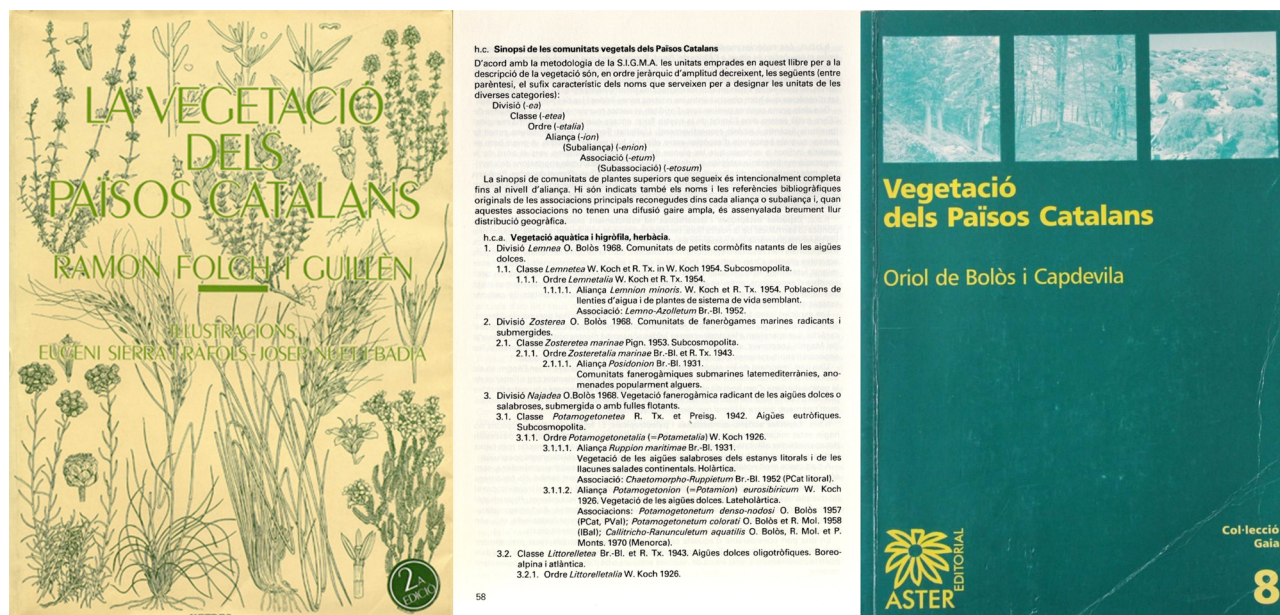 LA VEGETACIÓ
DELS
PAÏSOS CATALANS
RAMON FOLCH I GUILLÈN
IL·LUSTRACIONS
EUGENI SIERRA I RÀFOLS - JOSEP NUET I BADIA
2.A
EDICIÓ
h.c. Sinopsi de les comunitats vegetals dels Països Catalans
D'acord amb la metodologia de la S.I.G.M.A. les unitats emprades en aquest llibre per a la
descripció de la vegetació són, en ordre jeràrquic d'amplitud decreixent, les següents (entre
parèntesi, el sufix característic dels noms que serveixen per a designar les unitats de les
diverses categories):
Divisió (-ea)
Classe (-etea)
Ordre (-etalia)
Aliança (-ion)
(Subaliança) (-enion)
Associació (-etum)
(Subassociació) (-etosum)
La sinopsi de comunitats de plantes superiors que segueix és intencionalment completa
fins al nivell d'aliança. Hi són indicats també els noms i les referències bibliogràfiques
originals de les associacions principals reconegudes dins cada aliança o subaliança i, quan
aquestes associacions no tenen una difusió gaire ampla, és assenyalada breument llur
distribució geogràfica.
h.c.a. Vegetació aquàtica i higròfila, herbàcia.
1. Divisió Lemnea O. Bolòs 1968. Comunitats de petits cormòfits natants de les aigües
dolces.
1.1. Classe Lemnetea W. Koch et R. Tx. in W. Koch 1954. Subcosmopolita.
1.1.1. Ordre Lemnetalia W. Koch et R. Tx. 1954.
1.1.1.1. Aliança Lemnion minoris. W. Koch et R. Tx. 1954. Poblacions de
llenties d'aigua i de plantes de sistema de vida semblant.
Associació: Lemno-Azolletum Br.-Bl. 1952.
2. Divisió Zosterea O. Bolòs 1968. Comunitats de fanerògames marines radicants i
submergides.
2.1. Classe Zosteretea marinae Pign. 1953. Subcosmopolita.
2.1.1. Ordre Zosteretalia marinae Br.-Bl. et R. Tx. 1943.
2.1.1.1. Aliança Posidonion Br.-Bl. 1931.
Comunitats fanerogàmiques submarines latemediterrànies, ano-
menades popularment alguers.
3. Divisió Najadea O.Bolòs 1968. Vegetació fanerogàmica radicant de les aigües dolces o
salabroses, submergida o amb fulles flotants.
3.1. Classe Potamogetonetea R. Tx. et Preisg. 1942. Aigües eutròfiques.
Subcosmopolita.
3.1.1. Ordre Potamogetonetalia (=Potametalia) W. Koch 1926.
3.1.1.1. Aliança Ruppion maritimae Br.-Bl. 1931.
Vegetació de les aigües salabroses dels estanys litorals i de les
llacunes salades continentals. Holàrtica.
Associació: Chaetomorpho-Ruppietum Br.-Bl. 1952 (PCat litoral).
3.1.1.2. Aliança Potamogetonion (=Potamion) eurosibiricum W. Koch
1926. Vegetació de les aigües dolces. Lateholàrtica.
Associacions: Potamogetonetum denso-nodosi O. Bolòs 1957
(PCat, PVal); Potamogetonetum colorati O. Bolòs et R. Mol. 1958
(IBal); Callitricho-Ranunculetum aquatilis O. Bolòs, R. Mol. et P.
Monts. 1970 (Menorca).
3.2. Classe Littorelletea Br.-Bl. et R. Tx. 1943. Aigües dolces oligotròfiques. Boreo-
alpina i atlàntica.
3.2.1. Ordre Littorelletalia W. Koch 1926.
58
Vegetació
dels Països Catalans
Oriol de Bolòs i Capdevila
ASTER
EDITORIAL
Col·lecció
Gaia
8